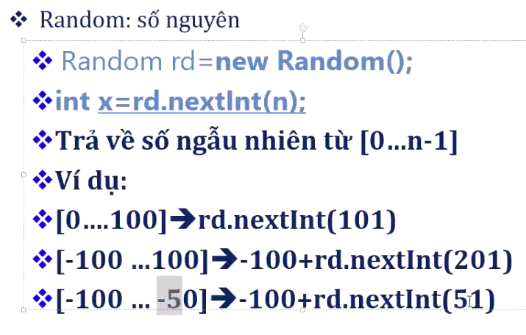 ❖ Random: số nguyên
❖ Random rd=new Random();
❖int x=rd.nextInt(n);
❖Trả về số ngẫu nhiên từ [0...n-1]
❖Ví dụ:
❖[0....100]➔rd.nextInt(101)
❖[-100 ...100]➔-100+rd.nextInt(201)
❖[-100 ... -50]➔-100+rd.nextInt(51)